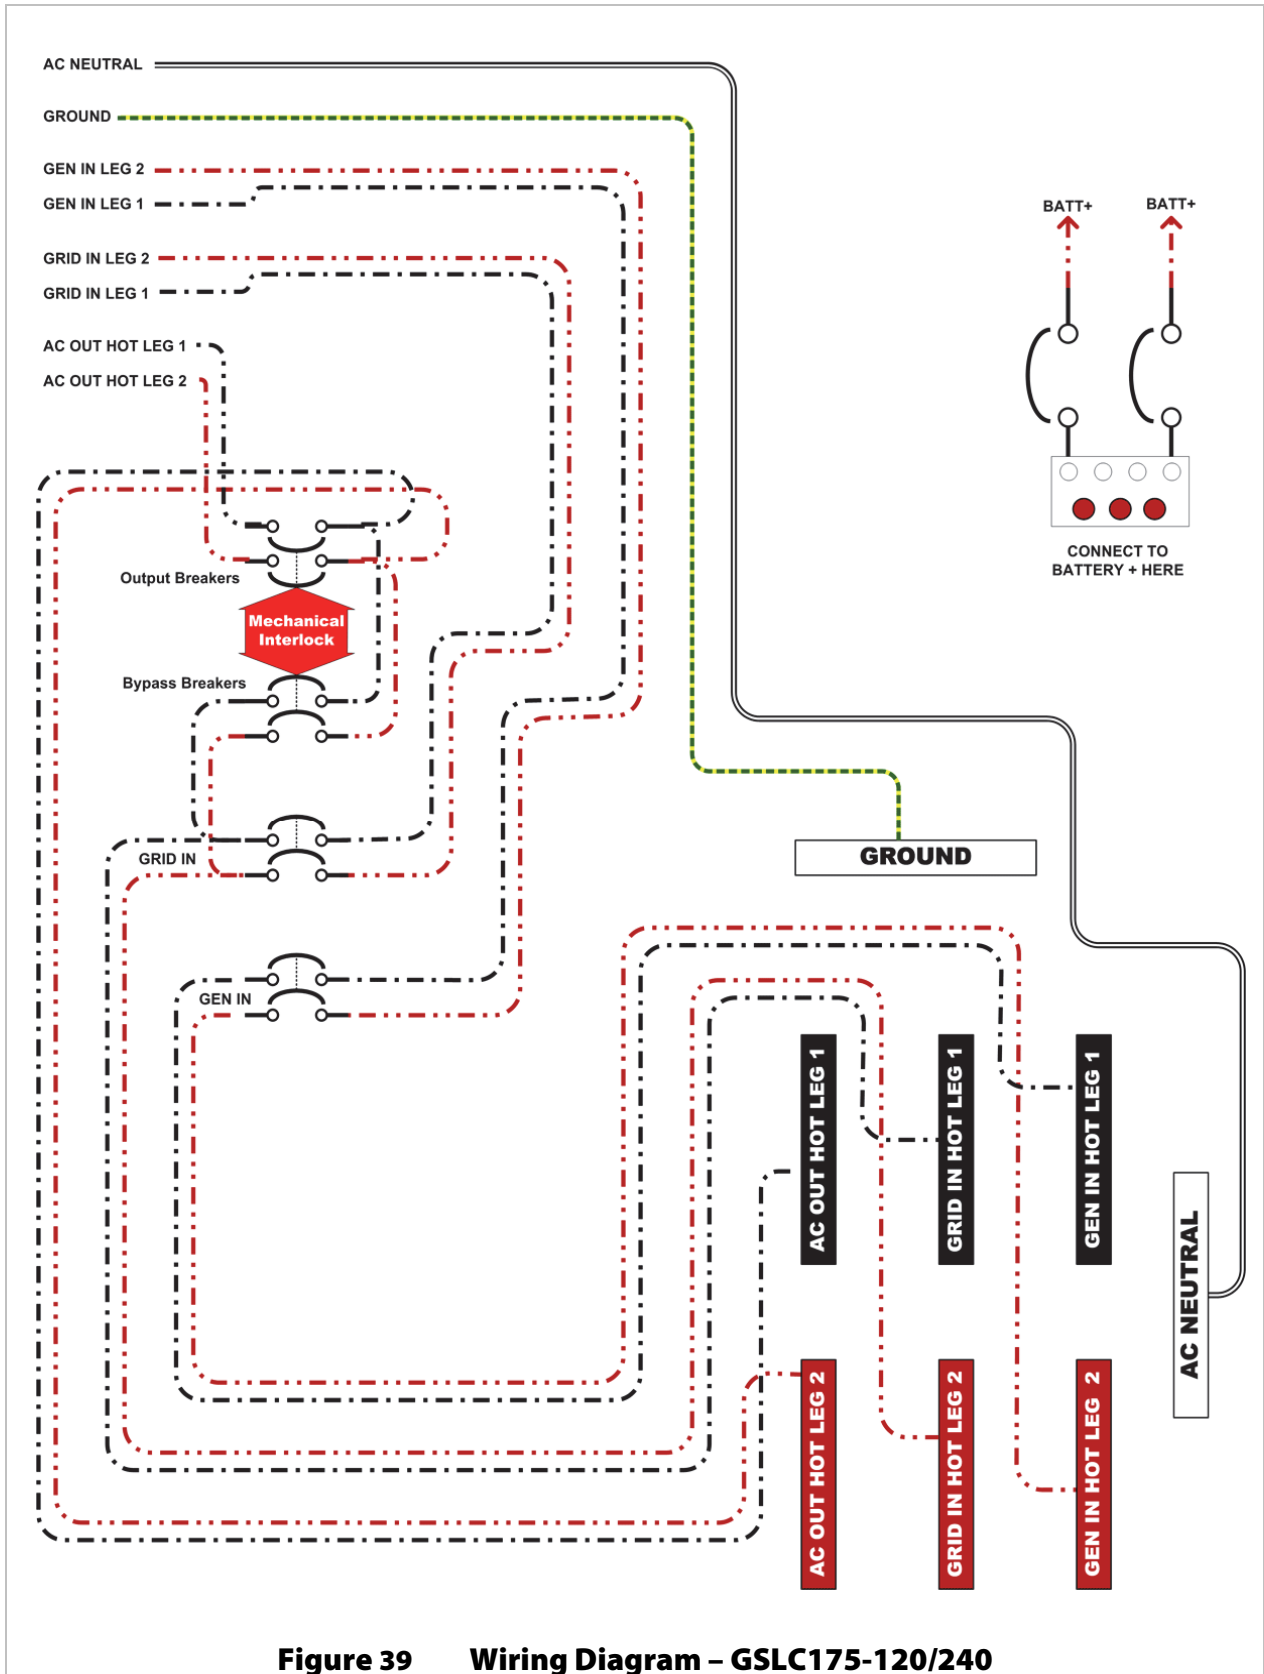 AC NEUTRAL
GROUND
GEN IN LEG 2
GEN IN LEG 1
GRID IN LEG 2
GRID IN LEG 1
AC OUT HOT LEG 1
AC OUT HOT LEG 2
BATT+
BATT+
CONNECT TO
BATTERY + HERE
Output Breakers
Mechanical
Interlock
Bypass Breakers
GRID IN
GEN IN
GROUND
AC OUT HOT LEG 1
GRID IN HOT LEG 1
GEN IN HOT LEG 1
AC NEUTRAL
AC OUT HOT LEG 2
GRID IN HOT LEG 2
GEN IN HOT LEG 2
Figure 39 Wiring Diagram – GSLC175-120/240